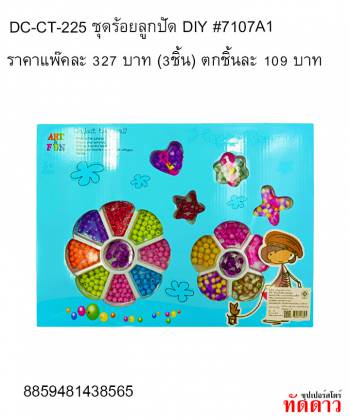 DC-CT-225 ชุดร้อยลูกปัด DIY #7107A1
ราคาแพ๊คละ 327 บาท (3ชิ้น) ตกชิ้นละ 109 บาท
ART
FUN
8859481438565
ซุปเปอร์สโตร์
ทัดดาว